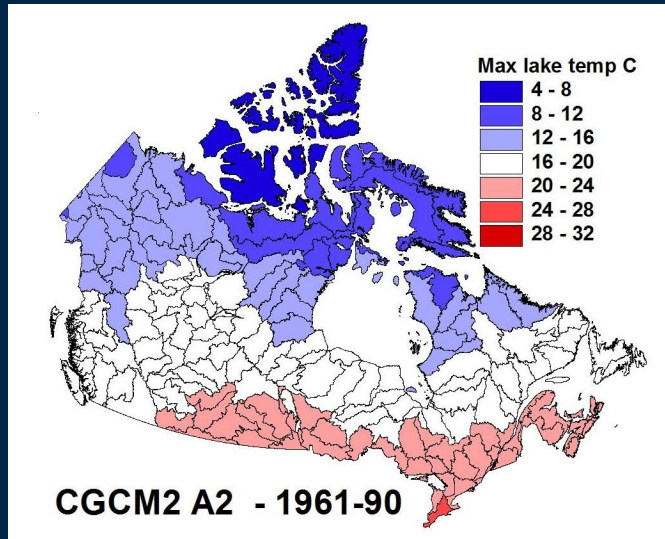 Max lake temp C
4 - 8
8 - 12
12 - 16
16 - 20
20 - 24
24 - 28
28 - 32
CGCM2 A2 - 1961-90